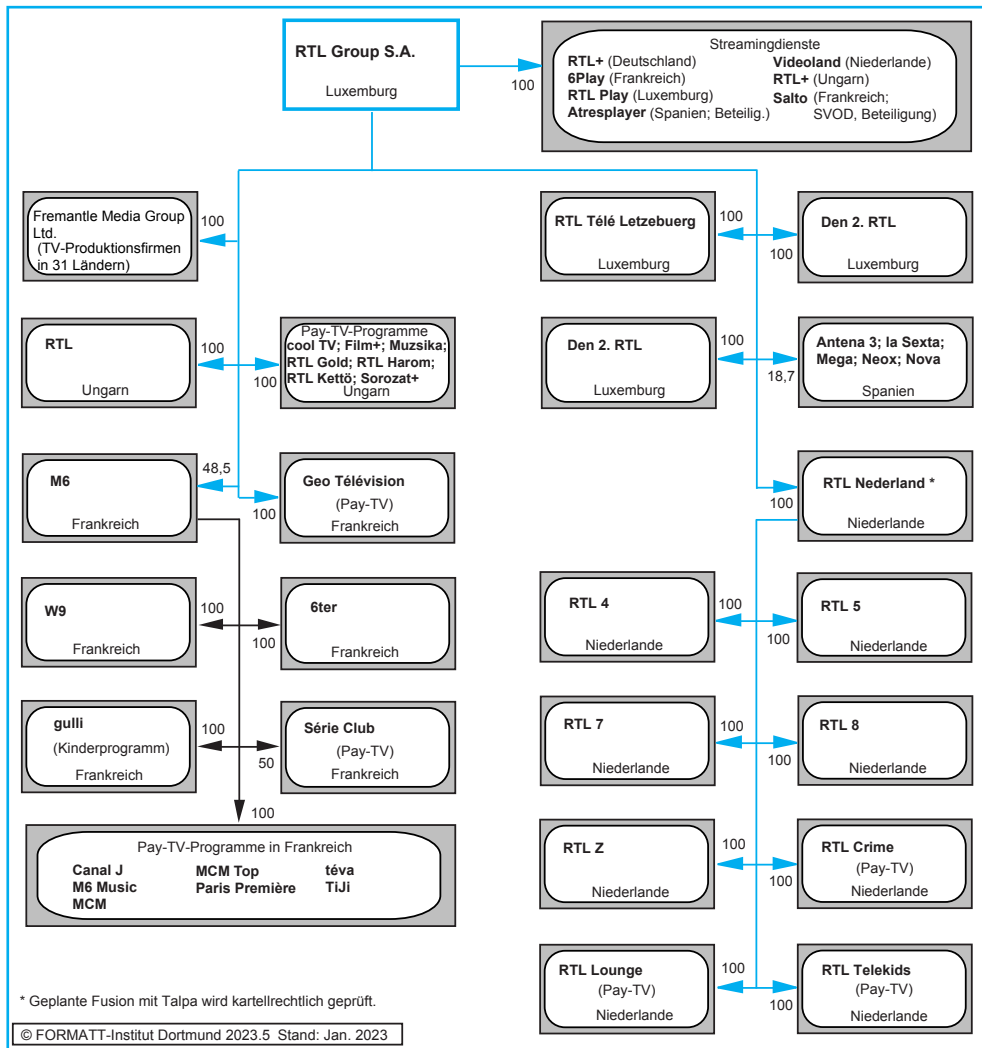 RTL Group S.A.
Luxemburg
100
Streamingdienste
RTL+ (Deutschland)
6Play (Frankreich)
RTL Play (Luxemburg)
Atresplayer (Spanien; Beteilig.)
Videoland (Niederlande)
RTL+ (Ungarn)
Salto (Frankreich;
SVOD, Beteiligung)
Fremantle Media Group
Ltd.
(TV-Produktionsfirmen
in 31 Ländern)
100
RTL
Ungarn
100
100
Pay-TV-Programme
cool TV; Film+; Muzsika;
RTL Gold; RTL Harom;
RTL Kettö; Sorozat+
Ungarn
M6
Frankreich
48,5
100
Geo Télévision
(Pay-TV)
Frankreich
W9
Frankreich
100
100
6ter
Frankreich
gulli
(Kinderprogramm)
Frankreich
100
50
Série Club
(Pay-TV)
Frankreich
100
Pay-TV-Programme in Frankreich
Canal J
M6 Music
MCM
MCM Top
Paris Première
téva
TiJi
RTL Télé Letzebuerg
Luxemburg
100
100
Den 2. RTL
Luxemburg
Den 2. RTL
Luxemburg
100
18,7
Antena 3; la Sexta;
Mega; Neox; Nova
Spanien
100
RTL Nederland *
Niederlande
RTL 4
Niederlande
100
100
RTL 5
Niederlande
RTL 7
Niederlande
100
100
RTL 8
Niederlande
RTL Z
Niederlande
100
100
RTL Crime
(Pay-TV)
Niederlande
RTL Lounge
(Pay-TV)
Niederlande
100
100
RTL Telekids
(Pay-TV)
Niederlande
* Geplante Fusion mit Talpa wird kartellrechtlich geprüft.
© FORMATT-Institut Dortmund 2023.5 Stand: Jan. 2023